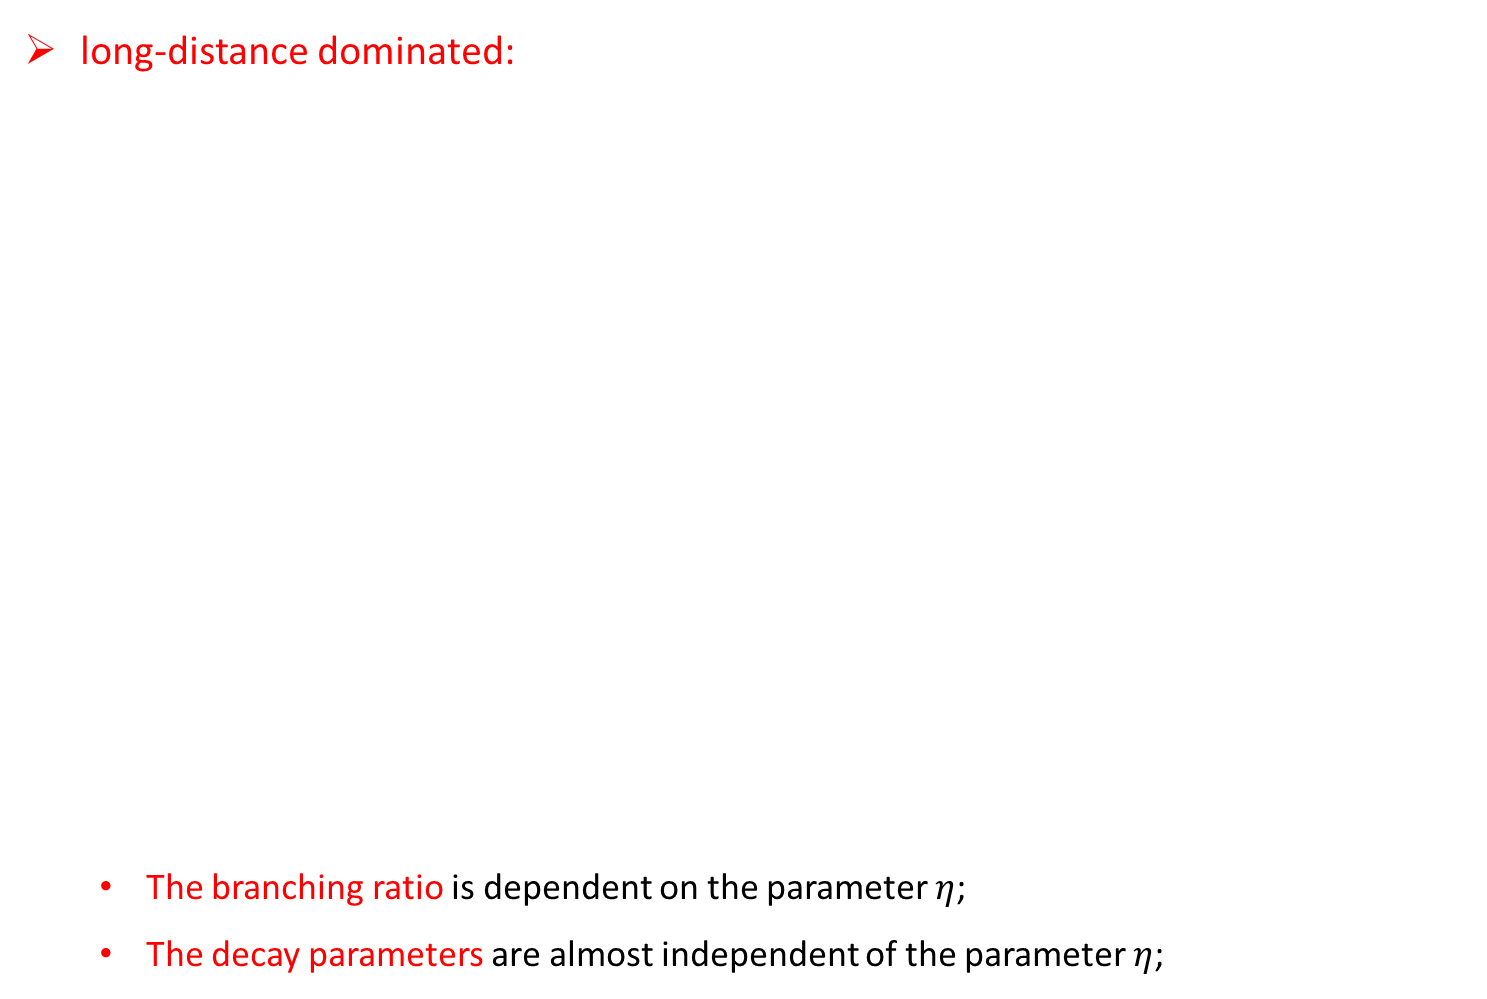 ➢ long-distance dominated:
• The branching ratio is dependent on the parameter η;
• The decay parameters are almost independent of the parameter η;